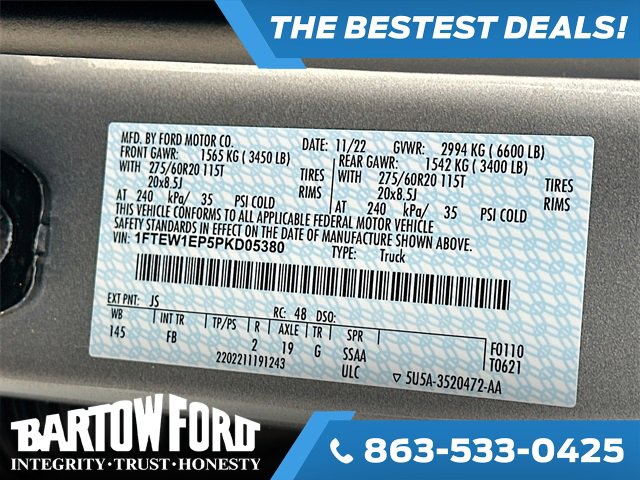 THE BESTEST DEALS!
MFD. BY FORD MOTOR CO. DATE: 11/22 GVWR: 2994 KG ( 6600 LB)
FRONT GAWR: 1565 KG ( 3450 LB) REAR GAWR: 1542 KG ( 3400 LB)
WITH 275/60R20 115T TIRES WITH 275/60R20 115T TIRES
20x8.5J RIMS 20x8.5J RIMS
AT 240 kPa/ 35 PSI COLD AT 240 kPa/ 35 PSI COLD
THIS VEHICLE CONFORMS TO ALL APPLICABLE FEDERAL MOTOR VEHICLE
SAFETY STANDARDS IN EFFECT ON THE DATE OF MANUFACTURE SHOWN ABOVE.
VIN: 1FTEW1EP5PKD05380 TYPE: Truck
EXT PNT: JS RC: 48 DSO:
WB INT TR TP/PS R AXLE TR SPR F0110
145 FB 2 19 G SSAA T0621
2202211191243 ULC ▽ 5U5A-3520472-AA
BARTOW FORD
INTEGRITY•TRUST•HONESTY
863-533-0425